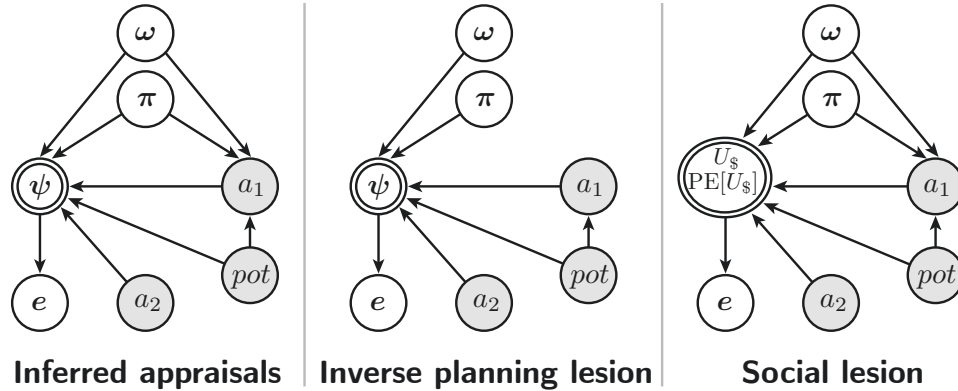 ω ω ω
π π π
ψ a₁ ψ a₁ U$ PE[U$] a₁
e a₂ pot e a₂ pot e a₂ pot
Inferred appraisals Inverse planning lesion Social lesion